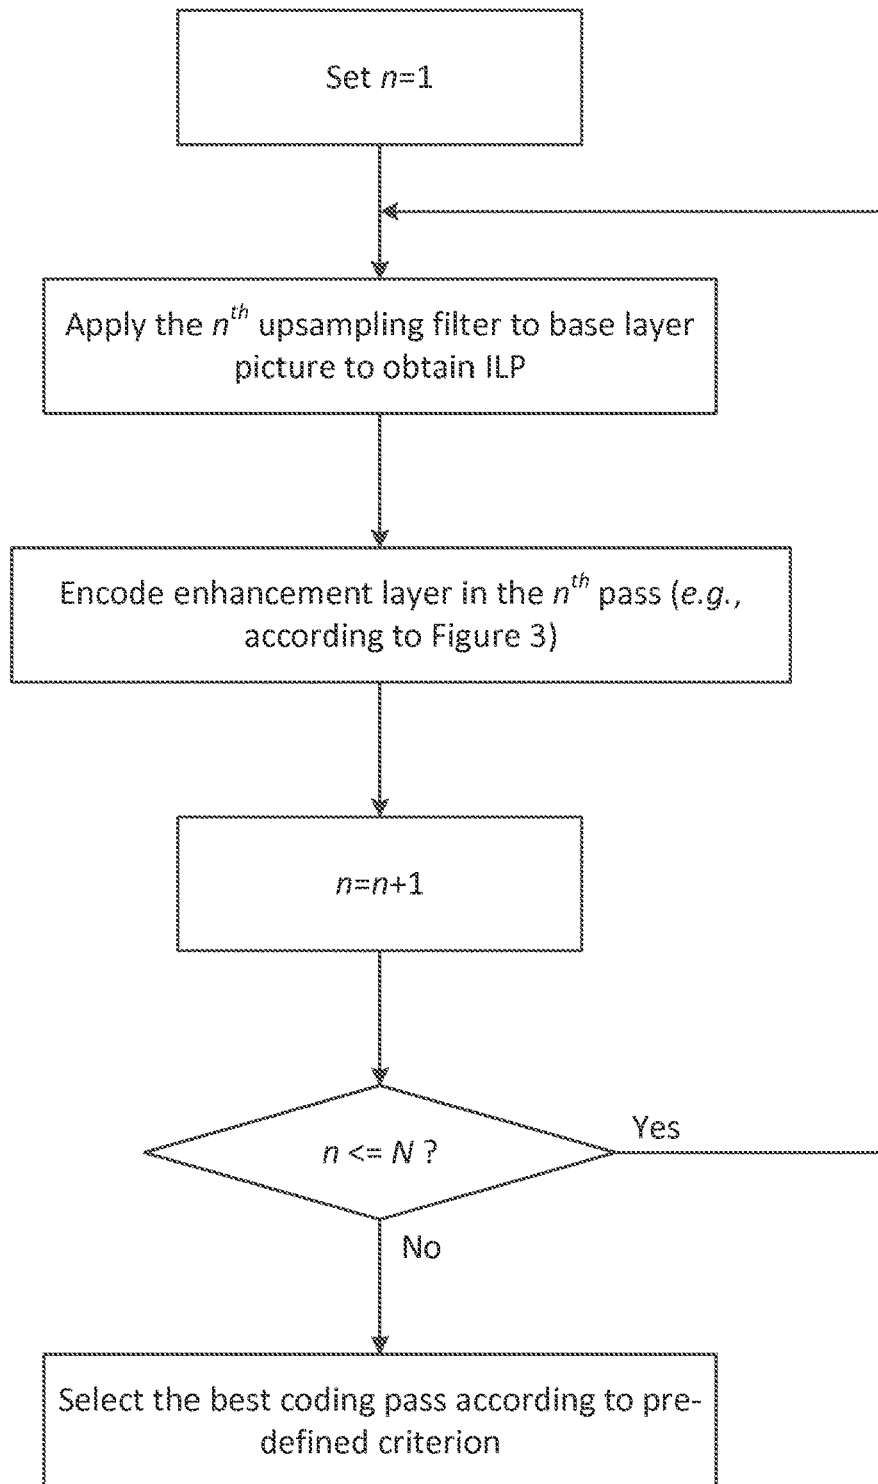 Set n=1
Apply the nth upsampling filter to base layer
picture to obtain ILP
Encode enhancement layer in the nth pass (e.g.,
according to Figure 3)
n=n+1
n <= N ?
Yes
No
Select the best coding pass according to pre-
defined criterion